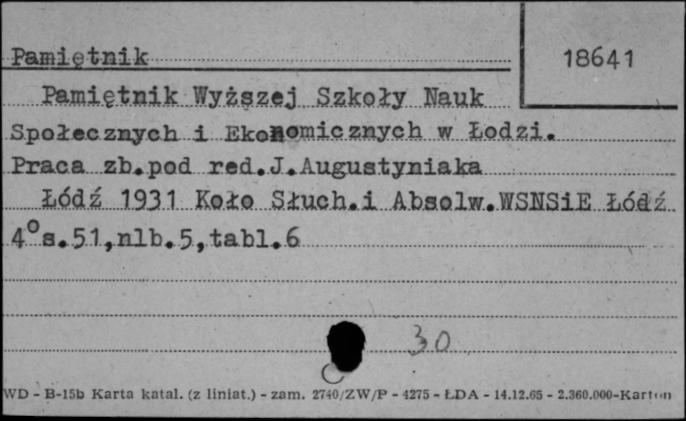 Pamiętnik
18641
Pamiętnik Wyższej Szkoły Nauk
Społecznych i Ekonomicznych w Łodzi.
Praca zb.pod red.J.Augustyniaka
Łódź 1931 Koło Słuch.i Absolw.WSNSiE Łódź
4° s.51,nlb.5,tabl.6
30
WD - B-15b Karta katal. (z liniat.) - zam. 2740/ZW/P - 4275 - ŁDA - 14.12.65 - 2.360.000-Karton